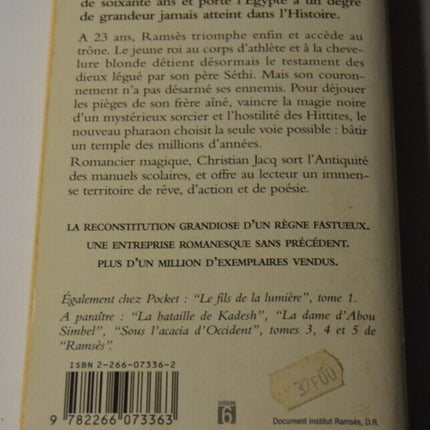 de soixante ans et porte l'Égypte à un degré
de grandeur jamais atteint dans l'Histoire.
A 23 ans, Ramsès triomphe enfin et accède au
trône. Le jeune roi au corps d'athlète et à la cheve-
lure blonde détient désormais le testament des
dieux légué par son père Séthi. Mais son couron-
nement n'a pas désarmé ses ennemis. Pour déjouer
les pièges de son frère aîné, vaincre la magie noire
d'un mystérieux sorcier et l'hostilité des Hittites,
le nouveau pharaon choisit la seule voie possible : bâtir
un temple des millions d'années.
Romancier magique, Christian Jacq sort l'Antiquité
des manuels scolaires, et offre au lecteur un immen-
se territoire de rêve, d'action et de poésie.
LA RECONSTITUTION GRANDIOSE D'UN RÈGNE FASTUEUX.
UNE ENTREPRISE ROMANESQUE SANS PRÉCÉDENT.
PLUS D'UN MILLION D'EXEMPLAIRES VENDUS.
Également chez Pocket : "Le fils de la lumière", tome 1.
A paraître : "La bataille de Kadesh", "La dame d'Abou
Simbel", "Sous l'acacia d'Occident", tomes 3, 4 et 5 de
"Ramsès".
ISBN 2-266-07336-2
9 782266 073363
CATÉGORIE
6
37F00
Document Institut Ramsès, D.R.